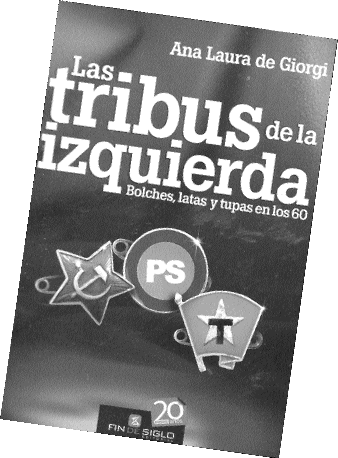 Ana Laura de Giorgi
Las
tribus de la
izquierda
Bolches, latas y tupas en los 60
PS
T
20
FIN DE SIGLO